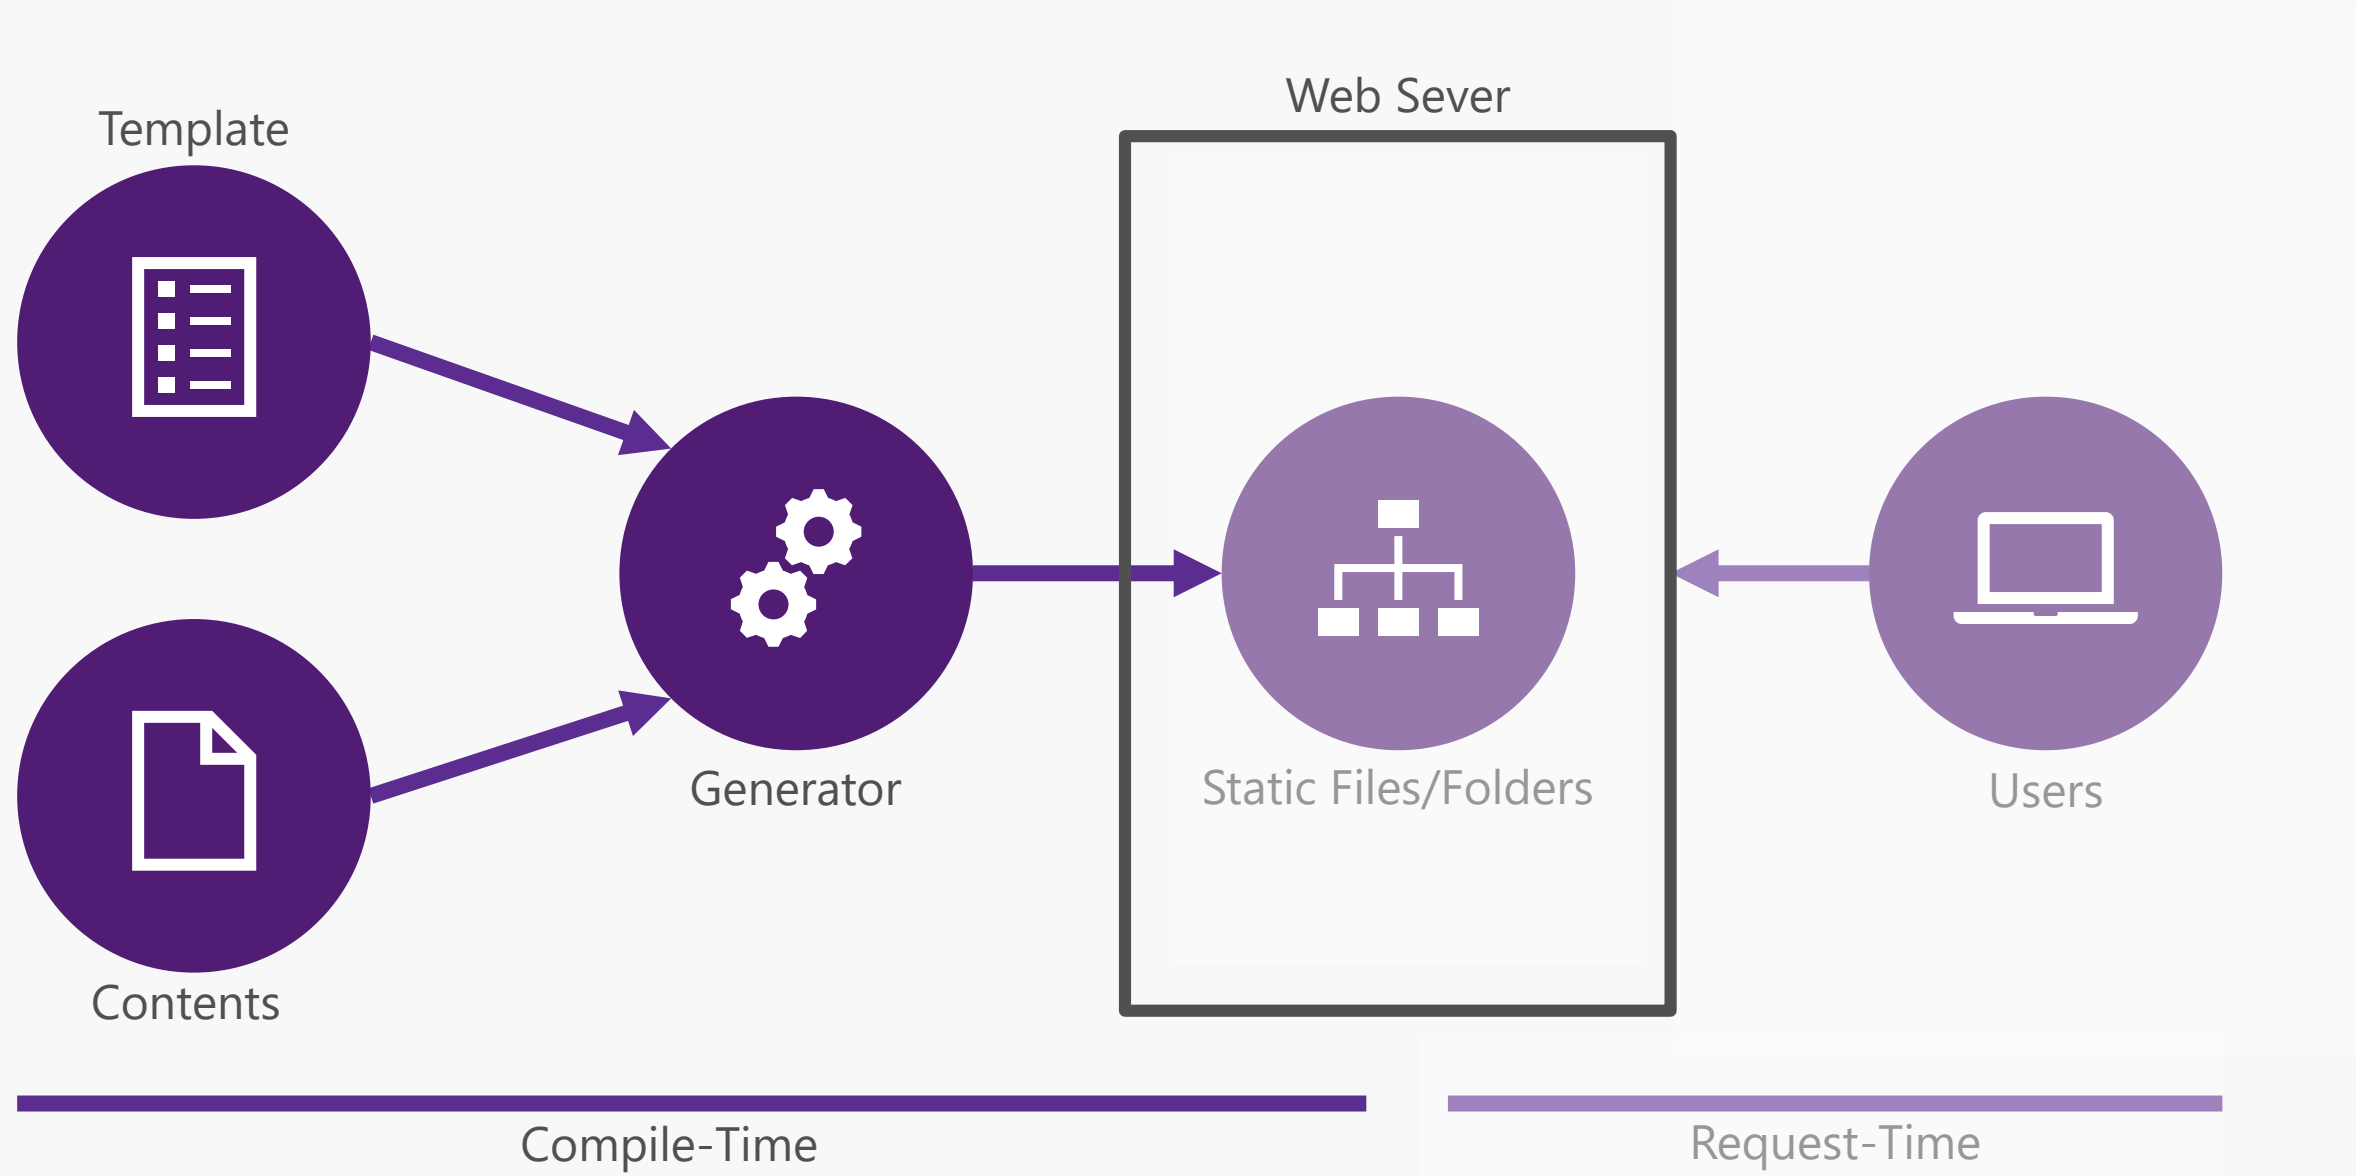 Web Sever
Template
Generator
Static Files/Folders
Users
Contents
Compile-Time
Request-Time